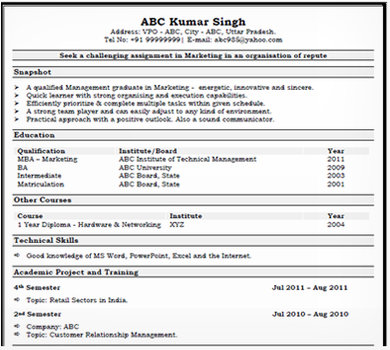 ABC Kumar Singh
Address: VPO - ABC, City - ABC, Uttar Pradesh.
Tel No: +91 99999999| E-mail: abc985@yahoo.com
Seek a challenging assignment in Marketing in an organisation of repute
Snapshot
➤ A qualified Management graduate in Marketing - energetic, innovative and sincere.
➤ Quick learner with strong organising and execution capabilities.
➤ Efficiently prioritize & complete multiple tasks within given schedule.
➤ A strong team player and can easily adjust to any kind of environment.
➤ Practical approach with a positive outlook. Also a sound communicator.
Education
Qualification Institute/Board Year
MBA – Marketing ABC Institute of Technical Management 2011
BA ABC University 2009
Intermediate ABC Board, State 2003
Matriculation ABC Board, State 2001
Other Courses
Course Institute Year
1 Year Diploma - Hardware & Networking XYZ 2004
Technical Skills
Good knowledge of MS Word, PowerPoint, Excel and the Internet.
Academic Project and Training
4th Semester Jul 2011 – Aug 2011
Topic: Retail Sectors in India.
2nd Semester Jul 2010 – Aug 2010
Company: ABC
Topic: Customer Relationship Management.